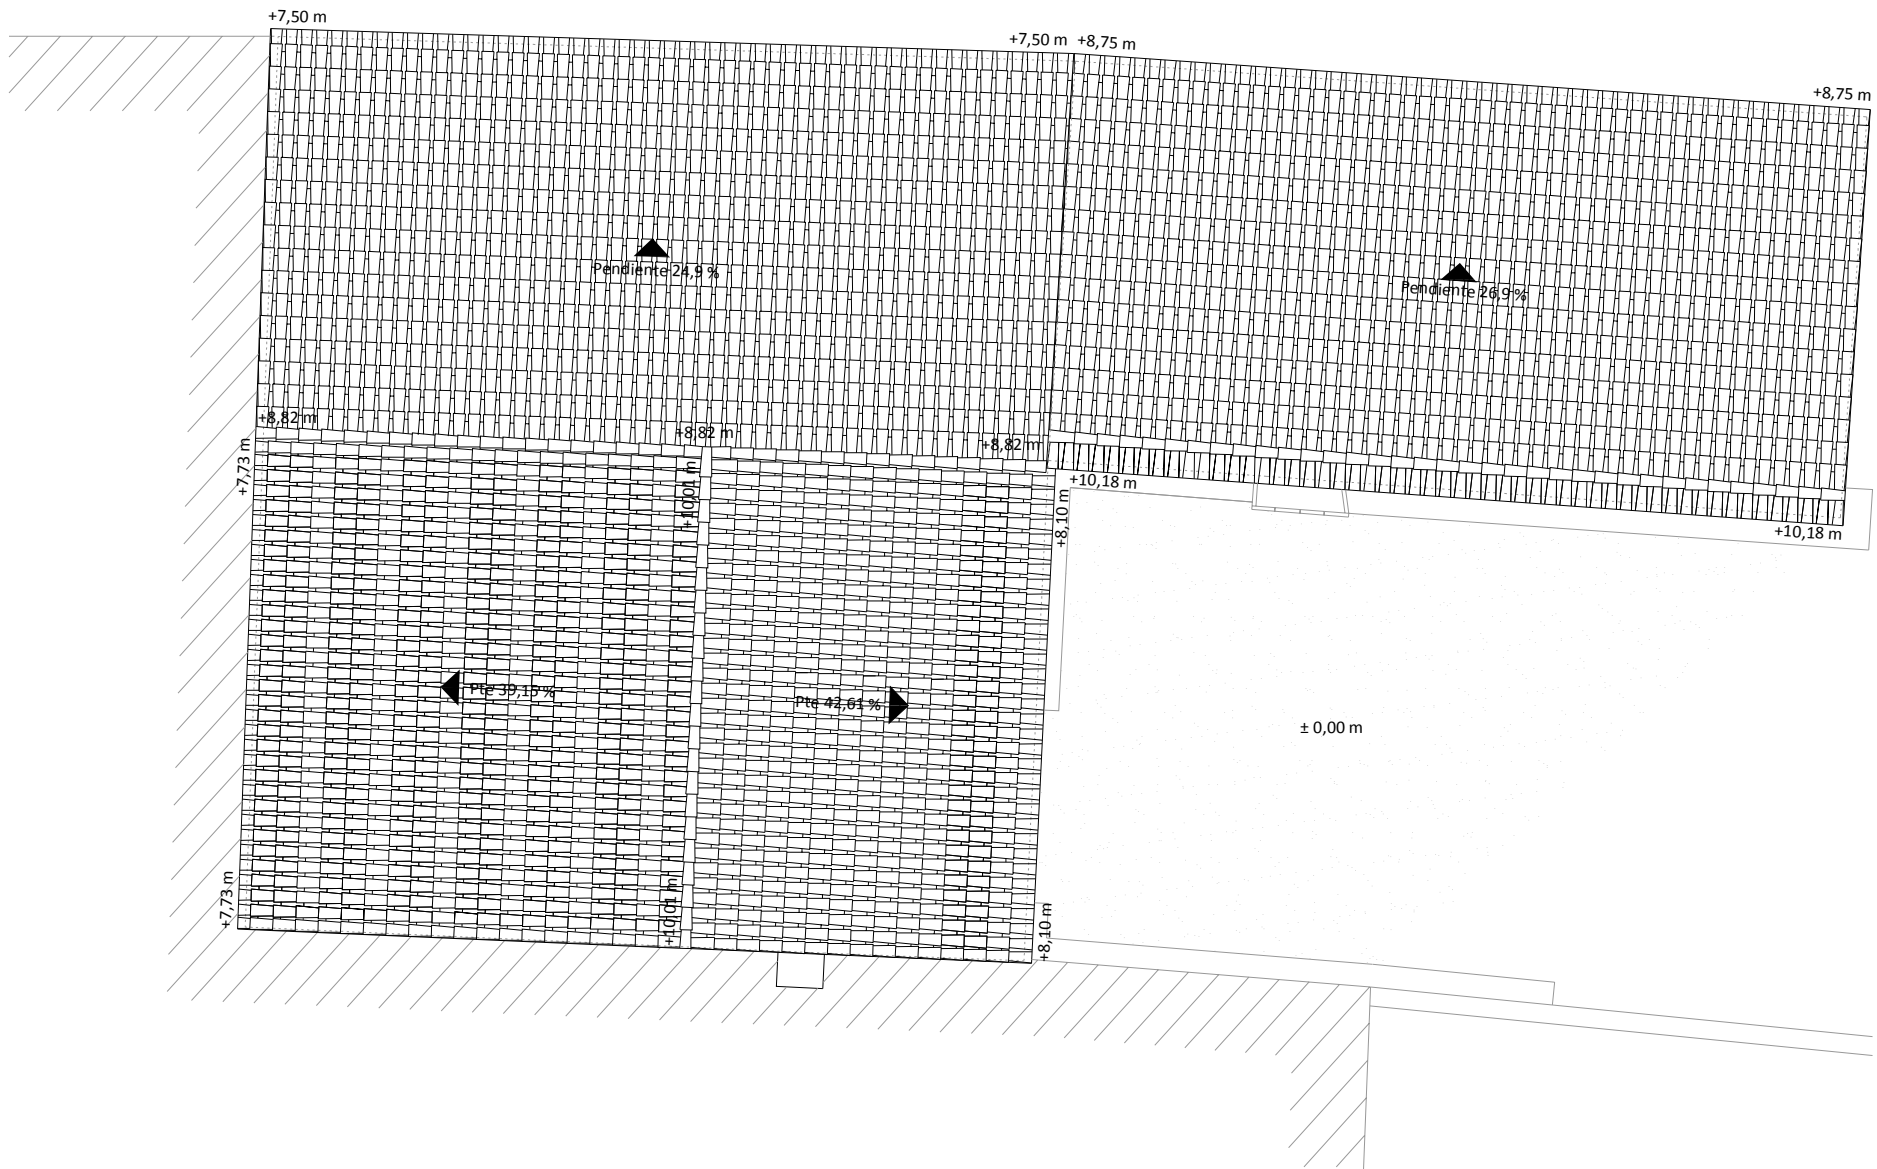 +7,50 m
+7,50 m
+8,75 m
+8,75 m
Pendiente 24,9 %
Pendiente 26,9 %
+8,82 m
+8,82 m
+8,82 m
+7,73 m
+10,01 m
+10,18 m
+8,10 m
+10,18 m
Pte 39,15 %
Pte 42,61 %
± 0,00 m
+7,73 m
+10,01 m
+8,10 m